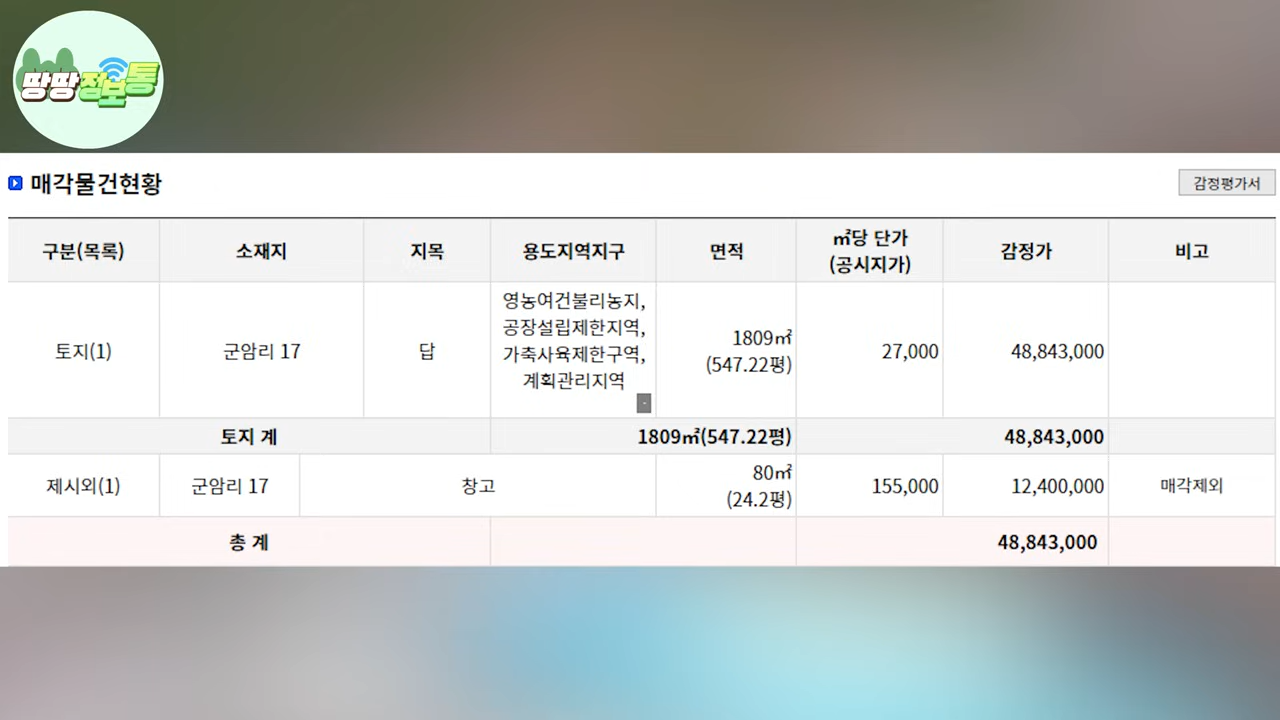 땅땅정보통
매각물건현황
감정평가서
구분(목록) 소재지 지목 용도지역지구 면적 ㎡당 단가 감정가 비고
(공시지가)
토지(1) 군암리 17 답 영농여건불리농지, 1809㎡ 27,000 48,843,000
공장설립제한지역, (547.22평)
가축사육제한구역,
계획관리지역
토지 계 1809㎡(547.22평) 48,843,000
제시외(1) 군암리 17 창고 80㎡ 155,000 12,400,000 매각제외
(24.2평)
총 계 48,843,000